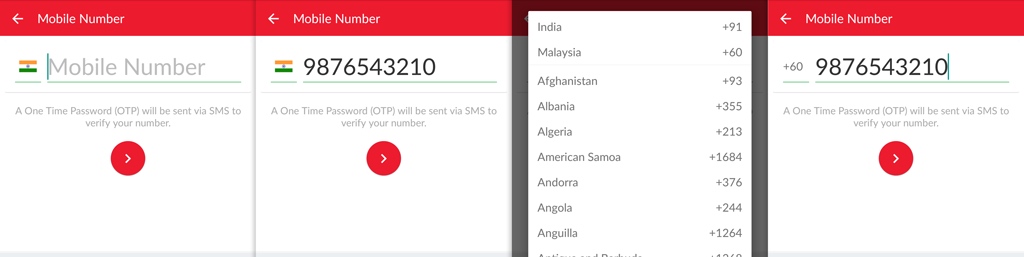 Mobile Number
Mobile Number
A One Time Password (OTP) will be sent via SMS to
verify your number.
Mobile Number
9876543210
A One Time Password (OTP) will be sent via SMS to
verify your number.
India +91
Malaysia +60
Afghanistan +93
Albania +355
Algeria +213
American Samoa +1684
Andorra +376
Angola +244
Anguilla +1264
Mobile Number
+60 9876543210
A One Time Password (OTP) will be sent via SMS to
verify your number.